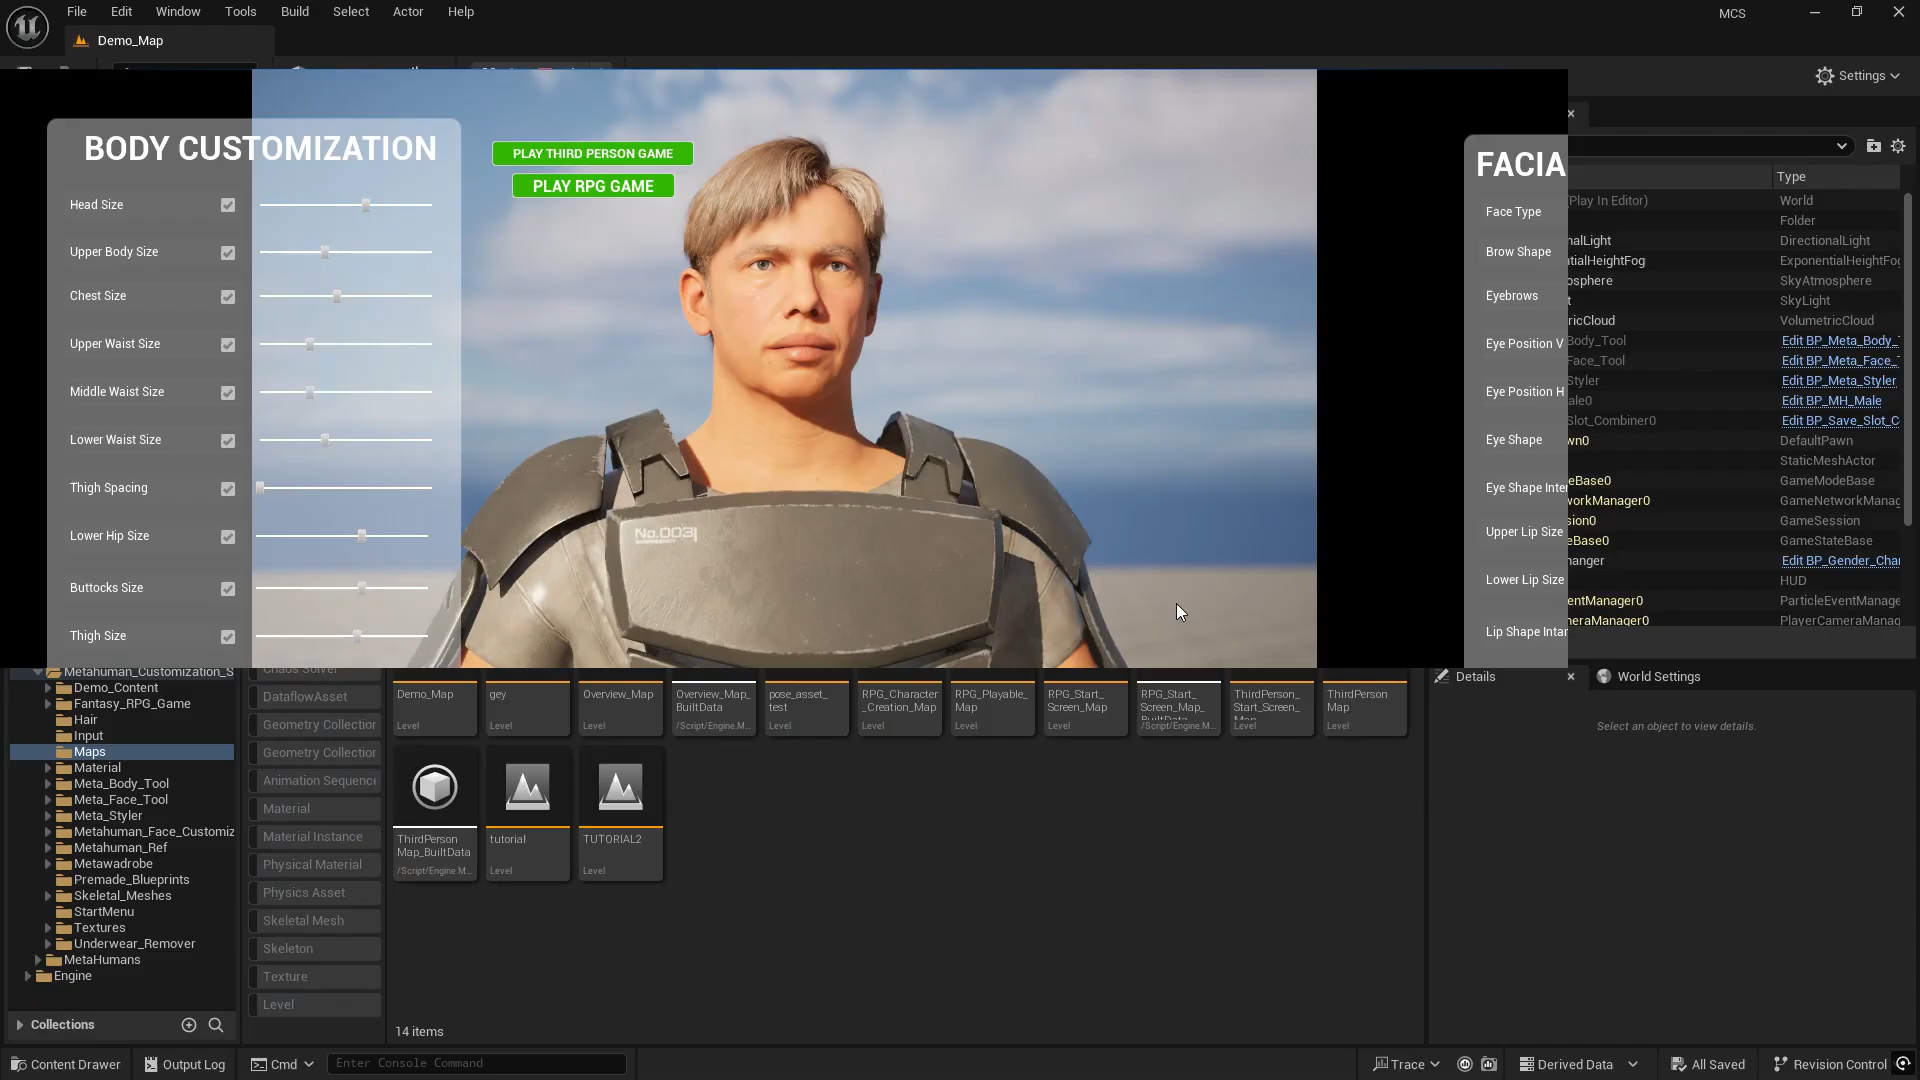 File Edit Window Tools Build Select Actor Help
MCS
Demo_Map
Settings
BODY CUSTOMIZATION
Head Size
Upper Body Size
Chest Size
Upper Waist Size
Middle Waist Size
Lower Waist Size
Thigh Spacing
Lower Hip Size
Buttocks Size
Thigh Size
PLAY THIRD PERSON GAME
PLAY RPG GAME
No.003
FACIA
Face Type
Brow Shape
Eyebrows
Eye Position V
Eye Position H
Eye Shape
Eye Shape Inte
Upper Lip Size
Lower Lip Size
Lip Shape Intar
Type
(Play In Editor) World
Folder
nalLight DirectionalLight
ntialHeightFog ExponentialHeightFog
osphere SkyAtmosphere
t SkyLight
ricCloud VolumetricCloud
Body_Tool Edit BP_Meta_Body_
Face_Tool Edit BP_Meta_Face_
Styler Edit BP_Meta_Styler
ale0 Edit BP_MH_Male
Slot_Combiner0 Edit BP_Save_Slot_C
wn0 DefaultPawn
StaticMeshActor
eBase0 GameModeBase
vorkManager0 GameNetworkManag
sion0 GameSession
eBase0 GameStateBase
hanger Edit BP_Gender_Cha
HUD
entManager0 ParticleEventManage
neraManager0 PlayerCameraManag
Details
World Settings
Select an object to view details.
Metahuman_Customization_S
Demo_Content
Fantasy_RPG_Game
Hair
Input
Maps
Material
Meta_Body_Tool
Meta_Face_Tool
Meta_Styler
Metahuman_Face_Customiz
Metahuman_Ref
Metawadrobe
Premade_Blueprints
Skeletal_Meshes
StartMenu
Textures
Underwear_Remover
MetaHumans
Engine
Collections
Chaos Solver
DataflowAsset
Geometry Collection
Geometry Collection
Animation Sequence
Material
Material Instance
Physical Material
Physics Asset
Skeletal Mesh
Skeleton
Texture
Level
Demo_Map
Level
gey
Level
Overview_Map
Level
Overview_Map_
BuiltData
/Script/Engine.M...
pose_asset_
test
Level
RPG_Character
_Creation_Map
Level
RPG_Playable_
Map
Level
RPG_Start_
Screen_Map
Level
RPG_Start_
Screen_Map_
BuiltData
/Script/Engine.M...
ThirdPerson_
Start_Screen_
Map
Level
ThirdPerson
Map
Level
ThirdPerson
Map_BuiltData
/Script/Engine.M...
tutorial
Level
TUTORIAL2
Level
14 items
Content Drawer
Output Log
Cmd
Enter Console Command
Trace
Derived Data
All Saved
Revision Control